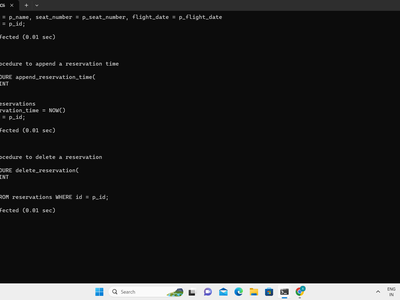 = p_name, seat_number = p_seat_number, flight_date = p_flight_date
= p_id;
fected (0.01 sec)
ocedure to append a reservation time
DURE append_reservation_time(
INT
eservations
rvation_time = NOW()
= p_id;
fected (0.01 sec)
ocedure to delete a reservation
DURE delete_reservation(
INT
ROM reservations WHERE id = p_id;
fected (0.01 sec)
Search
ENG
IN